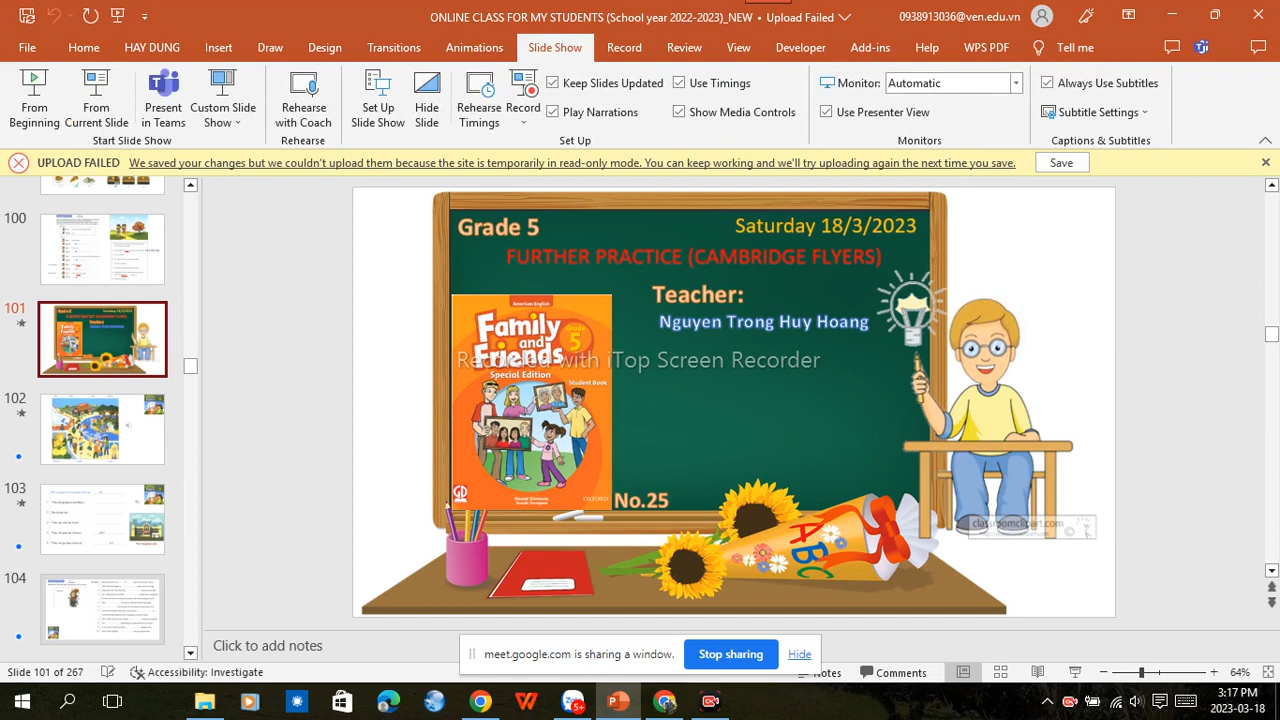 ONLINE CLASS FOR MY STUDENTS (School year 2022-2023)_NEW • Upload Failed
0938913036@ven.edu.vn
File Home HAY DUNG Insert Draw Design Transitions Animations Slide Show Record Review View Developer Add-ins Help WPS PDF Tell me
From Beginning
From Current Slide
Present in Teams
Custom Slide Show
Rehearse with Coach
Set Up Slide Show
Hide Slide
Rehearse Timings
Record
Keep Slides Updated
Play Narrations
Use Timings
Show Media Controls
Monitor: Automatic
Use Presenter View
Always Use Subtitles
Subtitle Settings
Start Slide Show
Rehearse
Set Up
Monitors
Captions & Subtitles
UPLOAD FAILED We saved your changes but we couldn't upload them because the site is temporarily in read-only mode. You can keep working and we'll try uploading again the next time you save. Save
100
101
102
103
104
Grade 5
Saturday 18/3/2023
FURTHER PRACTICE (CAMBRIDGE FLYERS)
Teacher:
Nguyen Trong Huy Hoang
American English
Family and Friends
Grade 5
Special Edition
Student Book
OXFORD
Recorded with iTop Screen Recorder
No.25
ABC
classroomclipart.com
Click to add notes
meet.google.com is sharing a window. Stop sharing Hide
Slide 101 of 267
Accessibility: Investigate
Notes
Comments
64%
5+
3:17 PM
2023-03-18